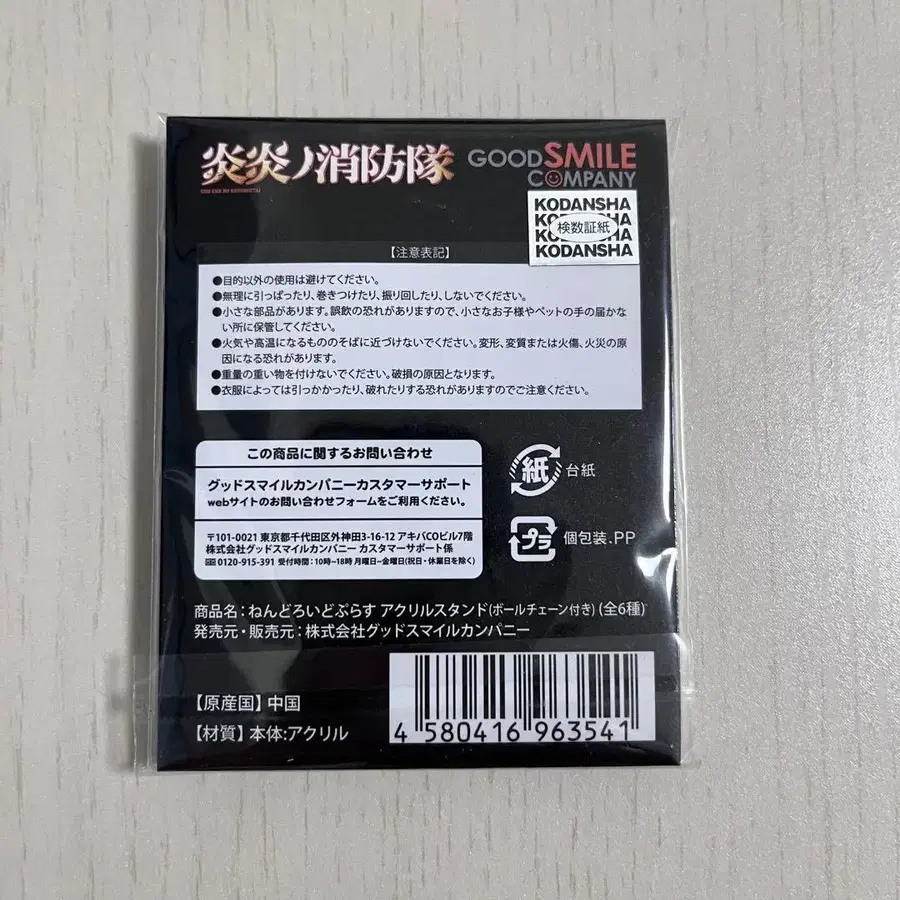 炎炎ノ消防隊
GOOD SMILE
COMPANY
KODANSHA
KODANSHA
検数証紙
KODANSHA
【注意表記】
●目的以外の使用は避けてください。
●無理に引っぱったり、巻きつけたり、振り回したり、しないでください。
●小さな部品があります。誤飲の恐れがありますので、小さなお子様やペットの手の届かな
い所に保管してください。
●火気や高温になるもののそばに近づけないでください。変形、変質または火傷、火災の原
因になる恐れがあります。
●重量の重い物を付けないでください。破損の原因となります。
●衣服によっては引っかかったり、破れたりする恐れがありますのでご注意ください。
この商品に関するお問い合わせ
グッドスマイルカンパニーカスタマーサポート
webサイトのお問い合わせフォームをご利用ください。
〒101-0021 東京都千代田区外神田3-16-12 アキバCOビル7階
株式会社グッドスマイルカンパニー カスタマーサポート係
0120-915-391 受付時間:10時~18時 月曜日~金曜日(祝日・休業日を除く)
紙 台紙
プラ 個包装.PP
商品名:ねんどろいどぷらす アクリルスタンド(ボールチェーン付き) (全6種)
発売元・販売元:株式会社グッドスマイルカンパニー
【原産国】中国
【材質】本体:アクリル
4 580416 963541